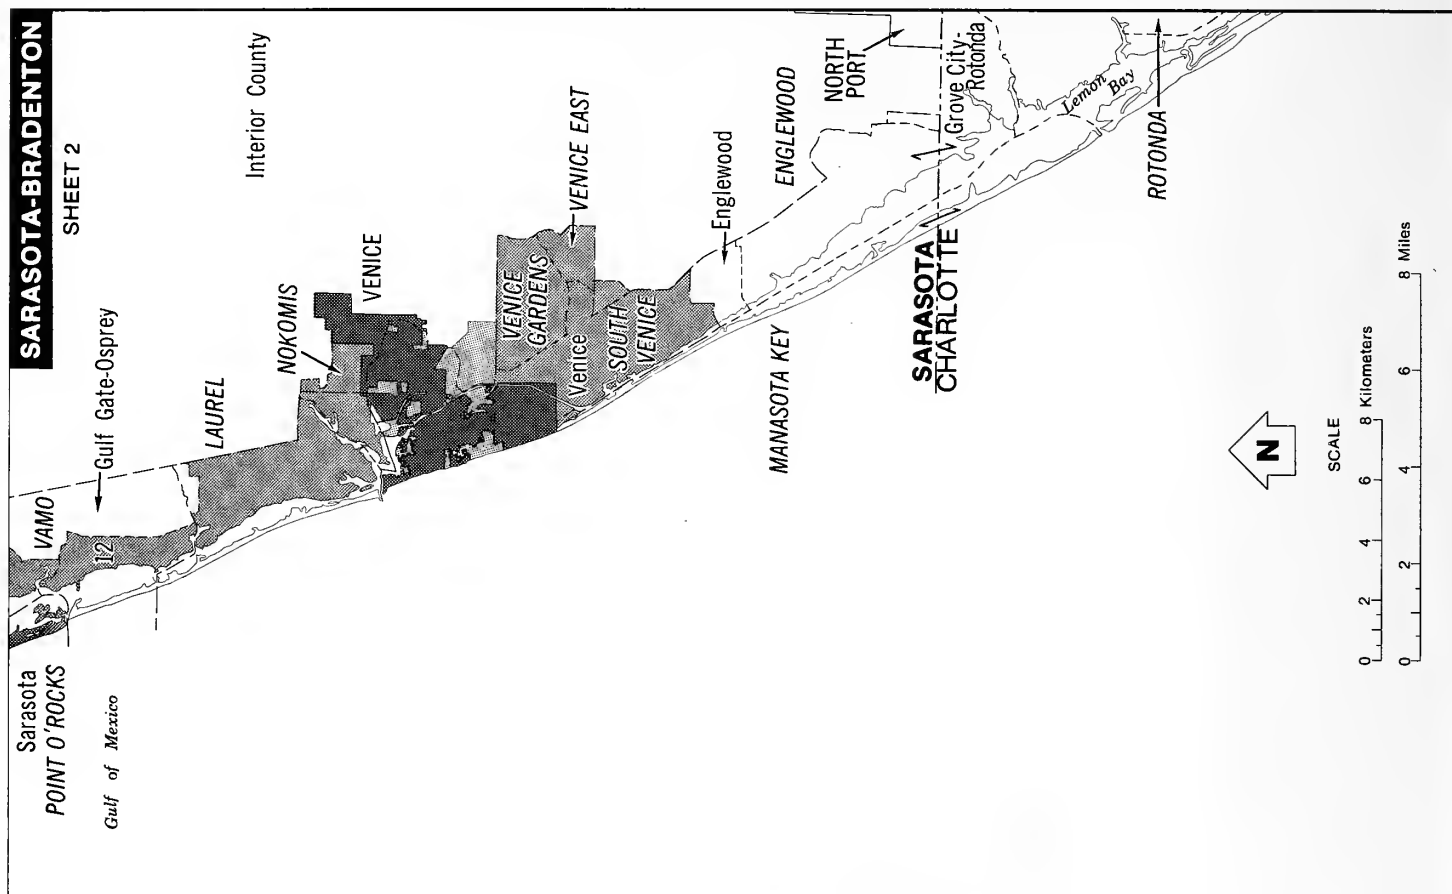 SARASOTA-BRADENTON
SHEET 2
Interior County
Gulf Gate-Osprey
LAUREL
NOKOMIS
VENICE
VAMO
12
Sarasota
POINT O'ROCKS
Gulf of Mexico
VENICE
GARDENS
VENICE EAST
Venice
SOUTH
VENICE
Englewood
ENGLEWOOD
MANASOTA KEY
NORTH
PORT
Grove City-
Rotonda
SARASOTA
CHARLOTTE
Lemon
Bay
ROTONDA
N
SCALE
0 2 4 6 8 Kilometers
0 2 4 6 8 Miles